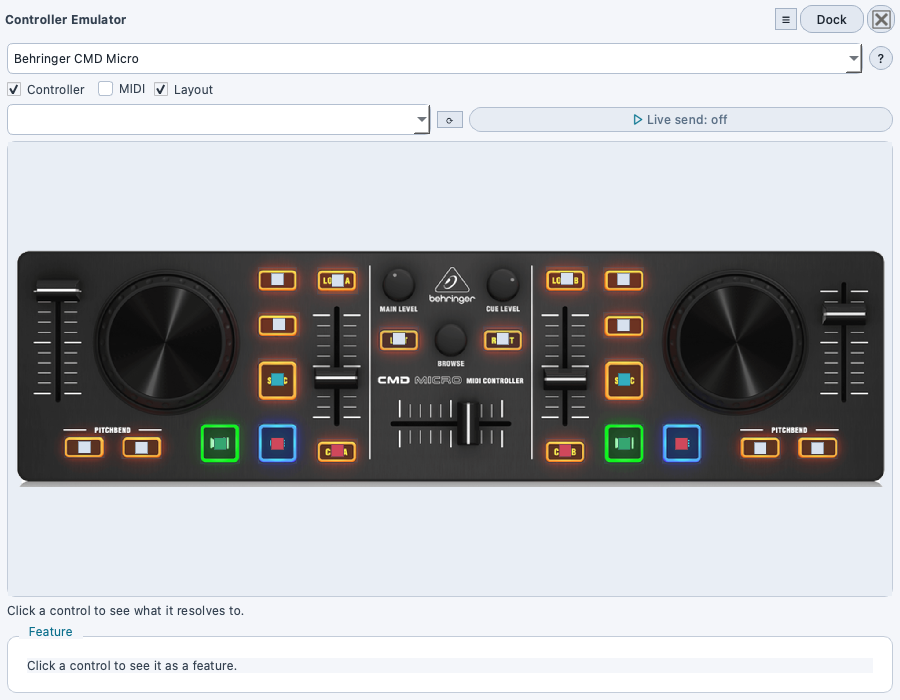 Controller Emulator
Dock
Behringer CMD Micro
?
Controller
MIDI
Layout
Live send: off
MAIN LEVEL
behringer
CUE LEVEL
BROWSE
CMD MICRO MIDI CONTROLLER
PITCHBEND
PITCHBEND
Click a control to see what it resolves to.
Feature
Click a control to see it as a feature.